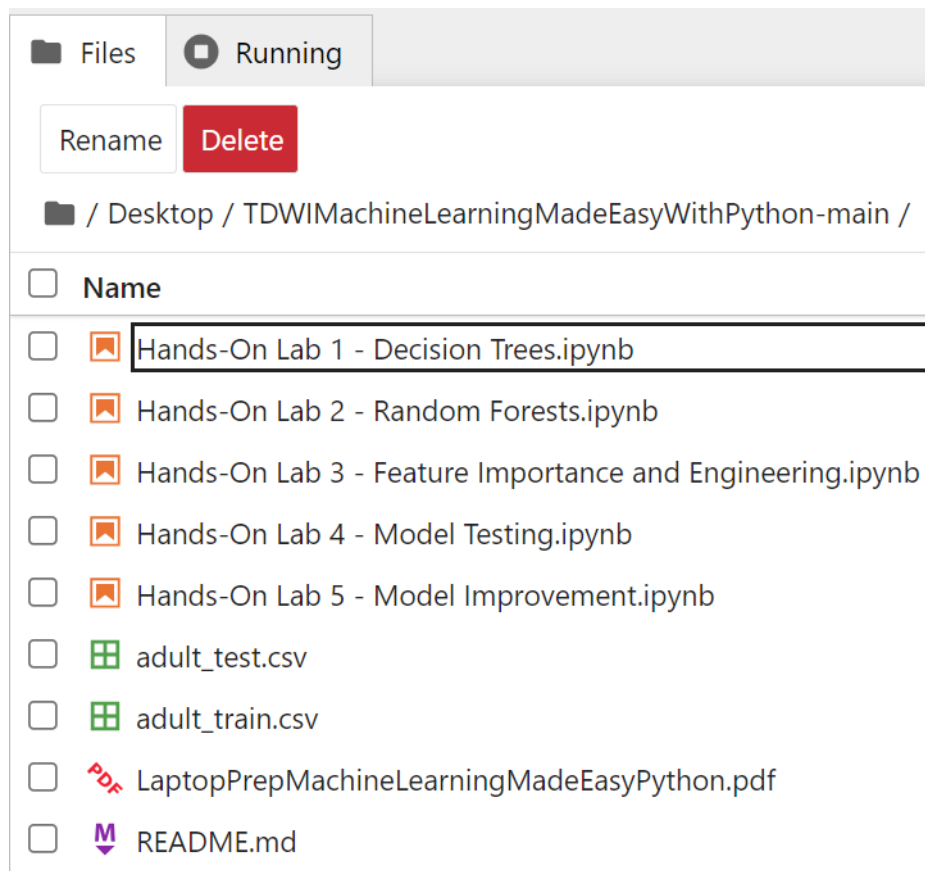 Files Running
Rename Delete
/ Desktop / TDWIMachineLearningMadeEasyWithPython-main /
Name
Hands-On Lab 1 - Decision Trees.ipynb
Hands-On Lab 2 - Random Forests.ipynb
Hands-On Lab 3 - Feature Importance and Engineering.ipynb
Hands-On Lab 4 - Model Testing.ipynb
Hands-On Lab 5 - Model Improvement.ipynb
adult_test.csv
adult_train.csv
PDF LaptopPrepMachineLearningMadeEasyPython.pdf
M README.md